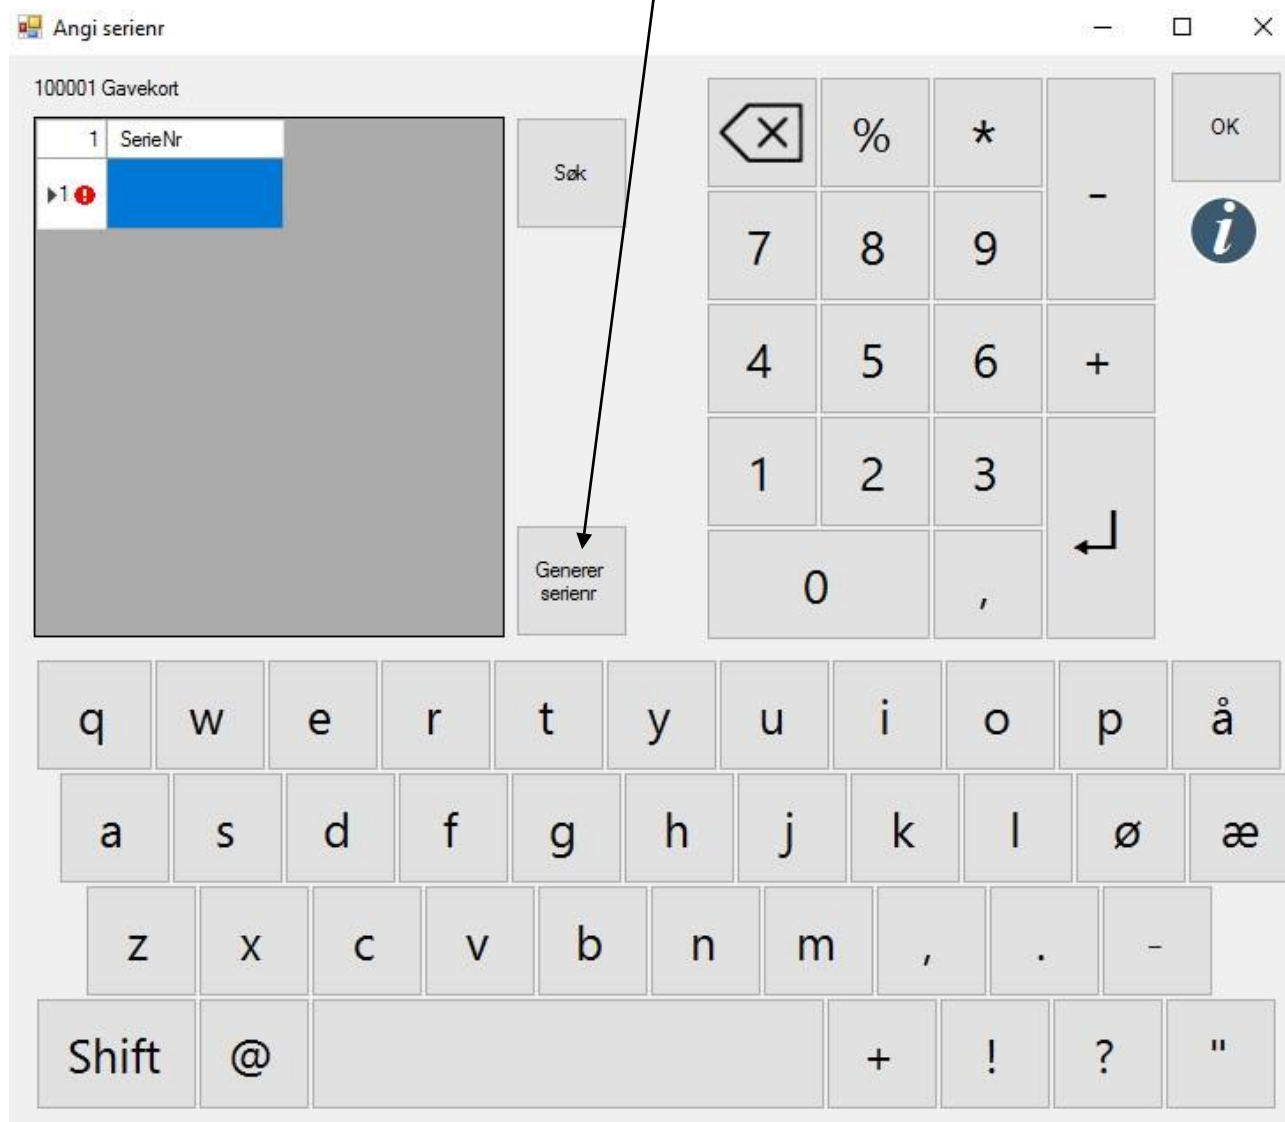 Angi serienr
100001 Gavekort
1 SerieNr
1
Søk
% *
-
OK
i
7 8 9
4 5 6 +
1 2 3
Generer
serienr
0 ,
q w e r t y u i o p å
a s d f g h j k l ø æ
z x c v b n m , . -
Shift @ + ! ? "